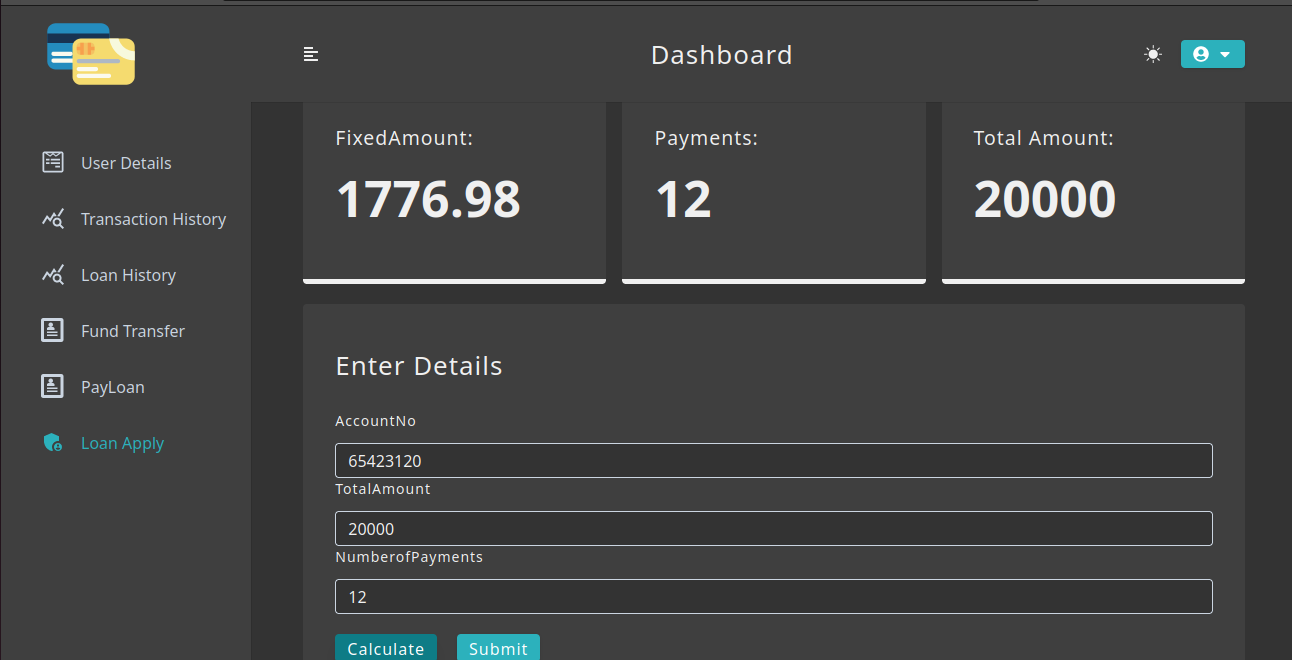 Dashboard
User Details
Transaction History
Loan History
Fund Transfer
PayLoan
Loan Apply
FixedAmount:
1776.98
Payments:
12
Total Amount:
20000
Enter Details
AccountNo
65423120
TotalAmount
20000
NumberofPayments
12
Calculate Submit